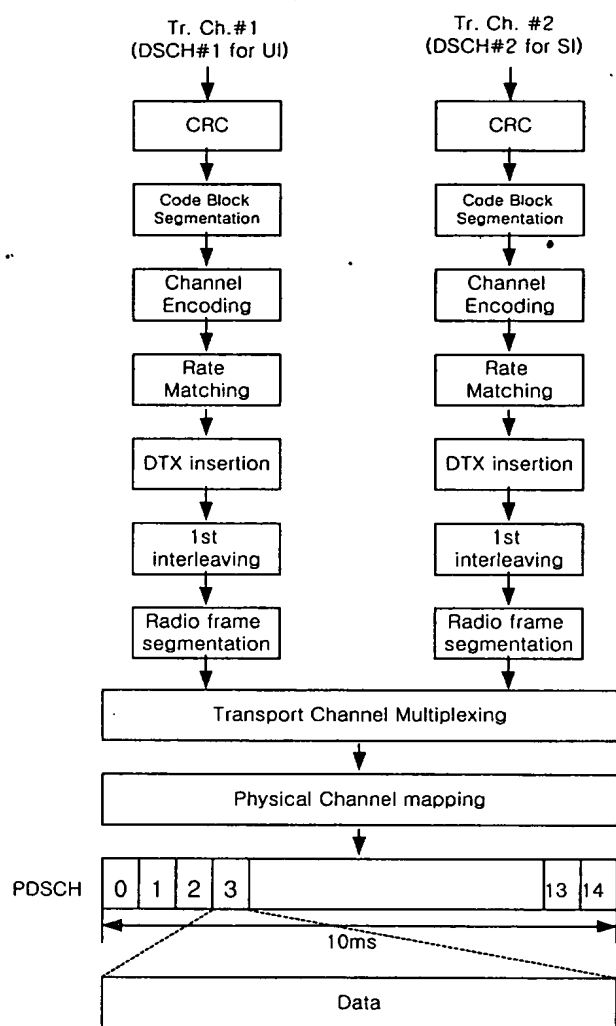 Tr. Ch.#1
(DSCH#1 for UI)
Tr. Ch. #2
(DSCH#2 for SI)
CRC
CRC
Code Block
Segmentation
Code Block
Segmentation
Channel
Encoding
Channel
Encoding
Rate
Matching
Rate
Matching
DTX insertion
DTX insertion
1st
interleaving
1st
interleaving
Radio frame
segmentation
Radio frame
segmentation
Transport Channel Multiplexing
Physical Channel mapping
PDSCH 0 1 2 3 13 14
10ms
Data